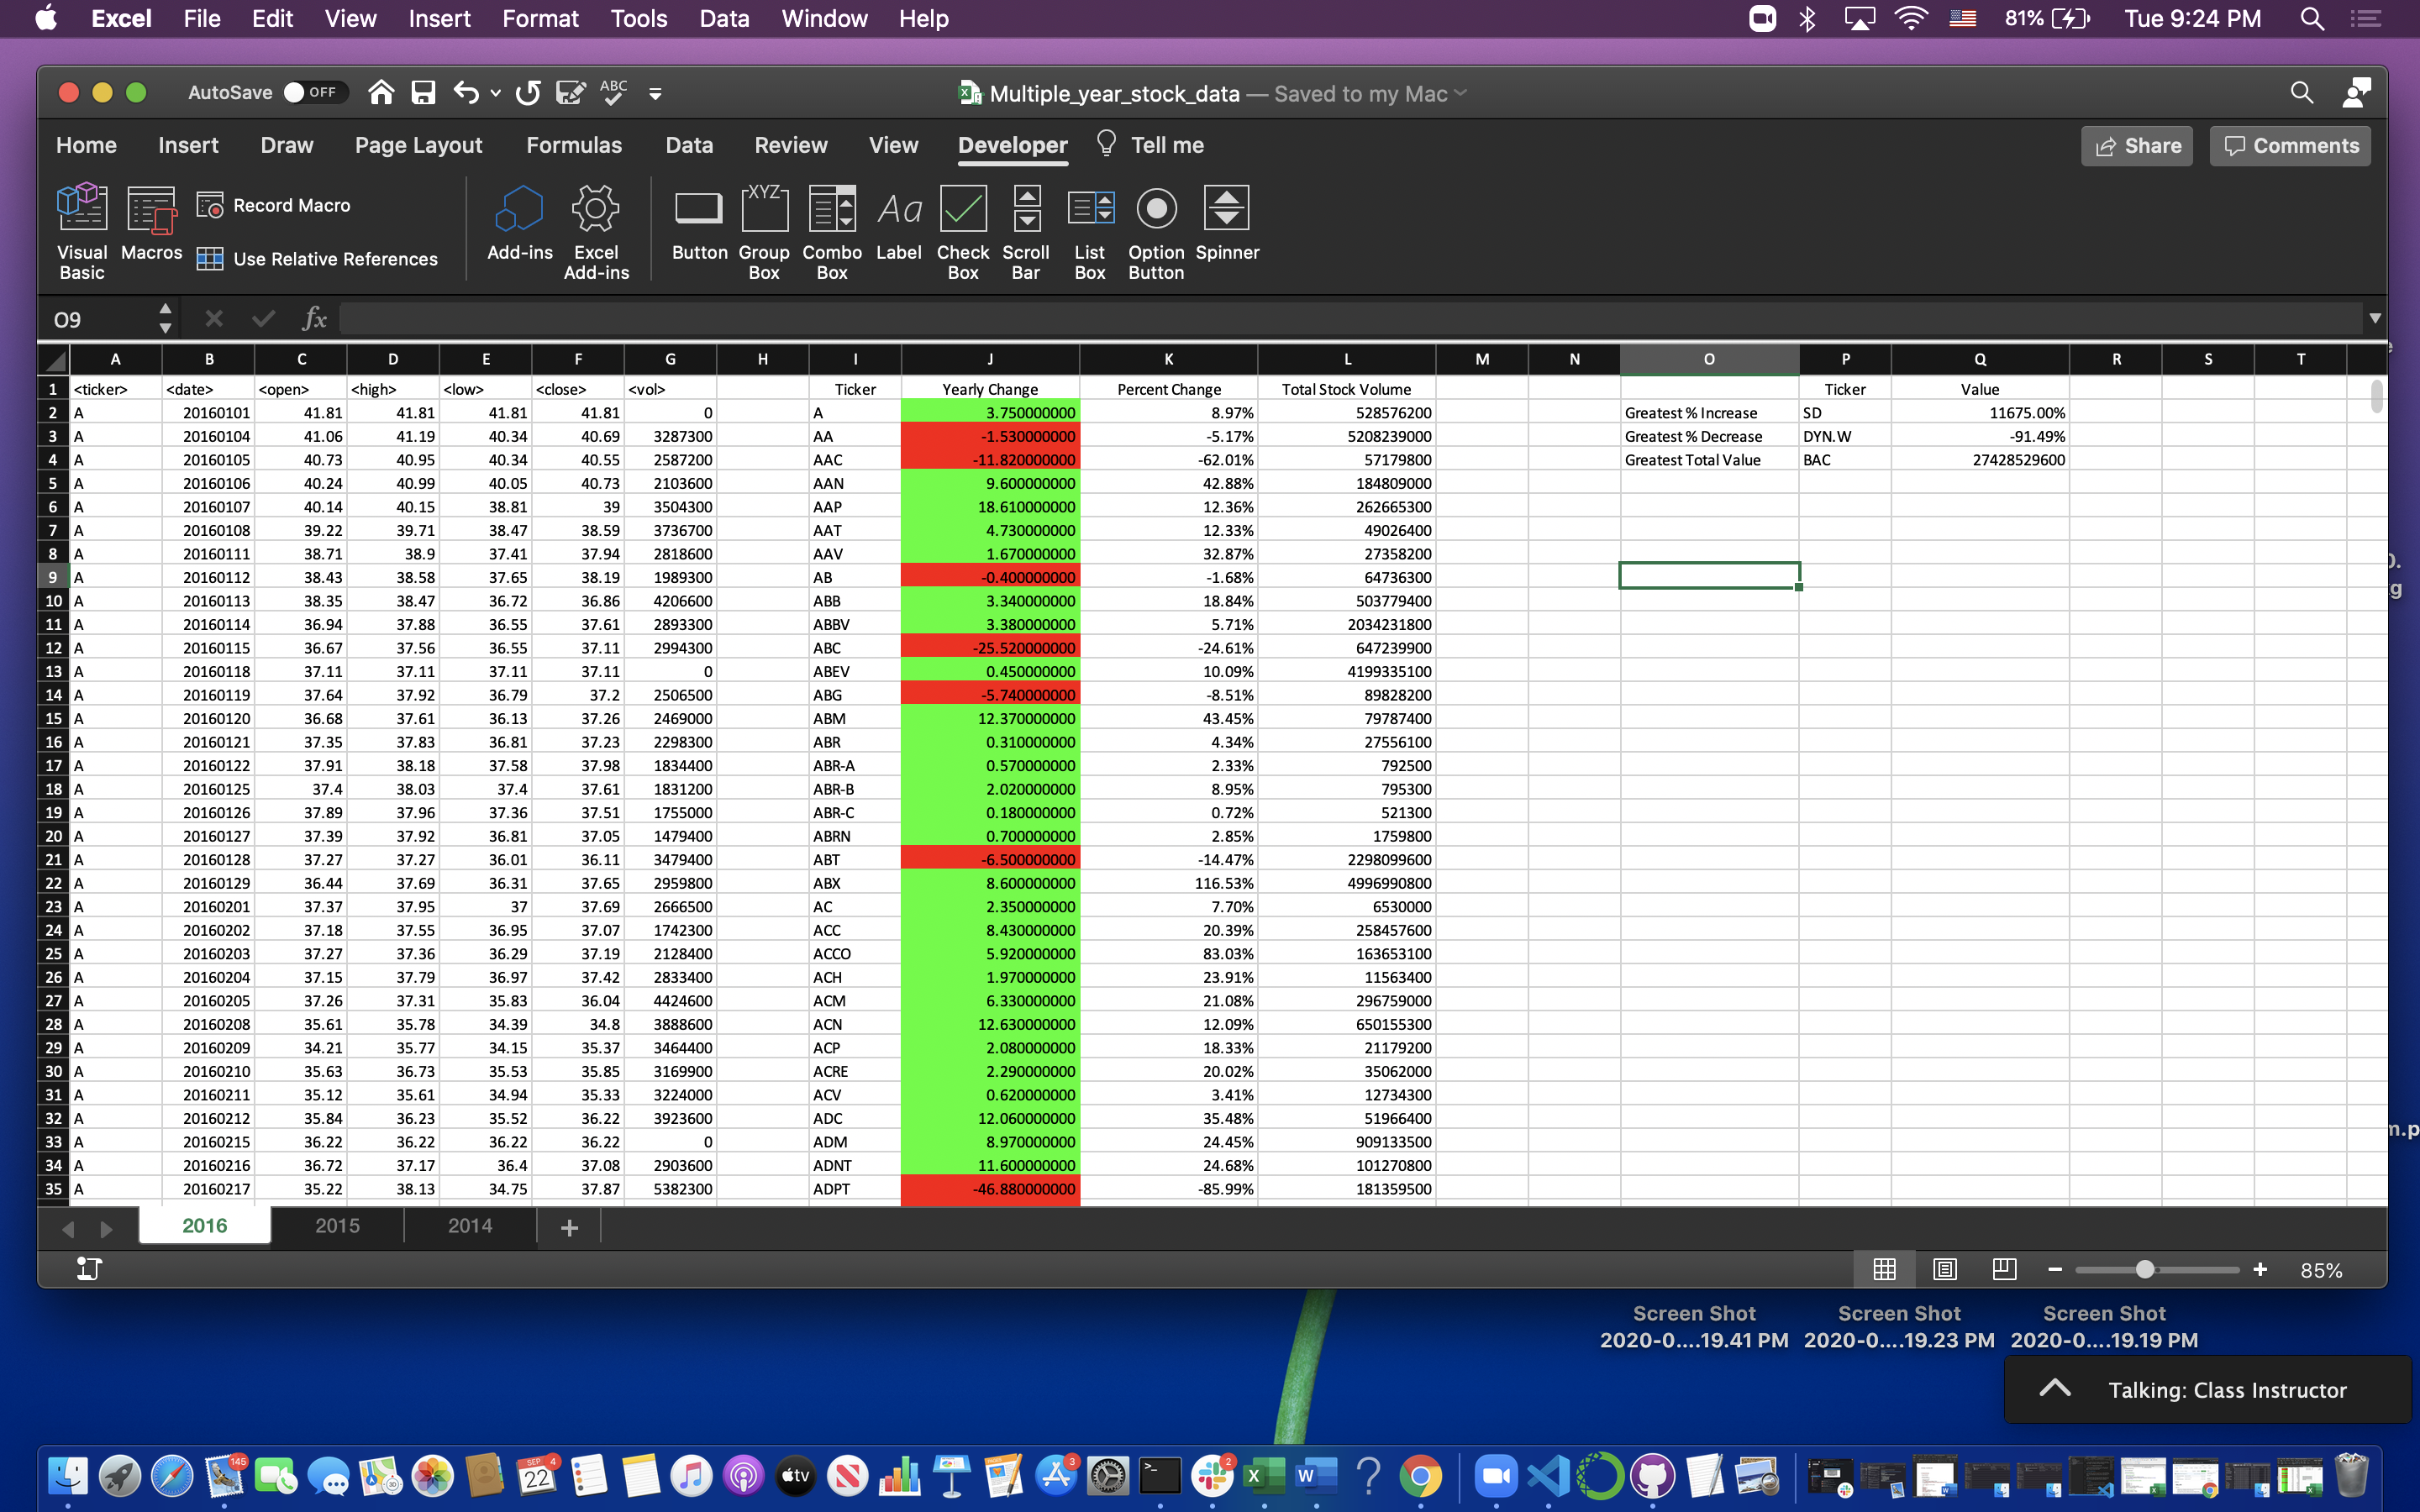 Excel File Edit View Insert Format Tools Data Window Help 81% Tue 9:24 PM
AutoSave OFF ABC Multiple_year_stock_data — Saved to my Mac
Home Insert Draw Page Layout Formulas Data Review View Developer Tell me Share Comments
Visual Basic Macros Record Macro Use Relative References Add-ins Excel Add-ins Button XYZ Group Box Combo Box Aa Label Check Box Scroll Bar List Box Option Button Spinner
O9 fx
A B C D E F G H I J K L M N O P Q R S T
1 <ticker> <date> <open> <high> <low> <close> <vol> Ticker Yearly Change Percent Change Total Stock Volume Ticker Value
2 A 20160101 41.81 41.81 41.81 41.81 0 A 3.750000000 8.97% 528576200 Greatest % Increase SD 11675.00%
3 A 20160104 41.06 41.19 40.34 40.69 3287300 AA -1.530000000 -5.17% 5208239000 Greatest % Decrease DYN.W -91.49%
4 A 20160105 40.73 40.95 40.34 40.55 2587200 AAC -11.820000000 -62.01% 57179800 Greatest Total Value BAC 27428529600
5 A 20160106 40.24 40.99 40.05 40.73 2103600 AAN 9.600000000 42.88% 184809000
6 A 20160107 40.14 40.15 38.81 39 3504300 AAP 18.610000000 12.36% 262665300
7 A 20160108 39.22 39.71 38.47 38.59 3736700 AAT 4.730000000 12.33% 49026400
8 A 20160111 38.71 38.9 37.41 37.94 2818600 AAV 1.670000000 32.87% 27358200
9 A 20160112 38.43 38.58 37.65 38.19 1989300 AB -0.400000000 -1.68% 64736300
10 A 20160113 38.35 38.47 36.72 36.86 4206600 ABB 3.340000000 18.84% 503779400
11 A 20160114 36.94 37.88 36.55 37.61 2893300 ABBV 3.380000000 5.71% 2034231800
12 A 20160115 36.67 37.56 36.55 37.11 2994300 ABC -25.520000000 -24.61% 647239900
13 A 20160118 37.11 37.11 37.11 37.11 0 ABEV 0.450000000 10.09% 4199335100
14 A 20160119 37.64 37.92 36.79 37.2 2506500 ABG -5.740000000 -8.51% 89828200
15 A 20160120 36.68 37.61 36.13 37.26 2469000 ABM 12.370000000 43.45% 79787400
16 A 20160121 37.35 37.83 36.81 37.23 2298300 ABR 0.310000000 4.34% 27556100
17 A 20160122 37.91 38.18 37.58 37.98 1834400 ABR-A 0.570000000 2.33% 792500
18 A 20160125 37.4 38.03 37.4 37.61 1831200 ABR-B 2.020000000 8.95% 795300
19 A 20160126 37.89 37.96 37.36 37.51 1755000 ABR-C 0.180000000 0.72% 521300
20 A 20160127 37.39 37.92 36.81 37.05 1479400 ABRN 0.700000000 2.85% 1759800
21 A 20160128 37.27 37.27 36.01 36.11 3479400 ABT -6.500000000 -14.47% 2298099600
22 A 20160129 36.44 37.69 36.31 37.65 2959800 ABX 8.600000000 116.53% 4996990800
23 A 20160201 37.37 37.95 37 37.69 2666500 AC 2.350000000 7.70% 6530000
24 A 20160202 37.18 37.55 36.95 37.07 1742300 ACC 8.430000000 20.39% 258457600
25 A 20160203 37.27 37.36 36.29 37.19 2128400 ACCO 5.920000000 83.03% 163653100
26 A 20160204 37.15 37.79 36.97 37.42 2833400 ACH 1.970000000 23.91% 11563400
27 A 20160205 37.26 37.31 35.83 36.04 4424600 ACM 6.330000000 21.08% 296759000
28 A 20160208 35.61 35.78 34.39 34.8 3888600 ACN 12.630000000 12.09% 650155300
29 A 20160209 34.21 35.77 34.15 35.37 3464400 ACP 2.080000000 18.33% 21179200
30 A 20160210 35.63 36.73 35.53 35.85 3169900 ACRE 2.290000000 20.02% 35062000
31 A 20160211 35.12 35.61 34.94 35.33 3224000 ACV 0.620000000 3.41% 12734300
32 A 20160212 35.84 36.23 35.52 36.22 3923600 ADC 12.060000000 35.48% 51966400
33 A 20160215 36.22 36.22 36.22 36.22 0 ADM 8.970000000 24.45% 909133500
34 A 20160216 36.72 37.17 36.4 37.08 2903600 ADNT 11.600000000 24.68% 101270800
35 A 20160217 35.22 38.13 34.75 37.87 5382300 ADPT -46.880000000 -85.99% 181359500
2016 2015 2014 +
85%
Screen Shot Screen Shot Screen Shot
2020-0....19.41 PM 2020-0....19.23 PM 2020-0....19.19 PM
Talking: Class Instructor
145 SEP 22 4 tv 3 2 X W ?